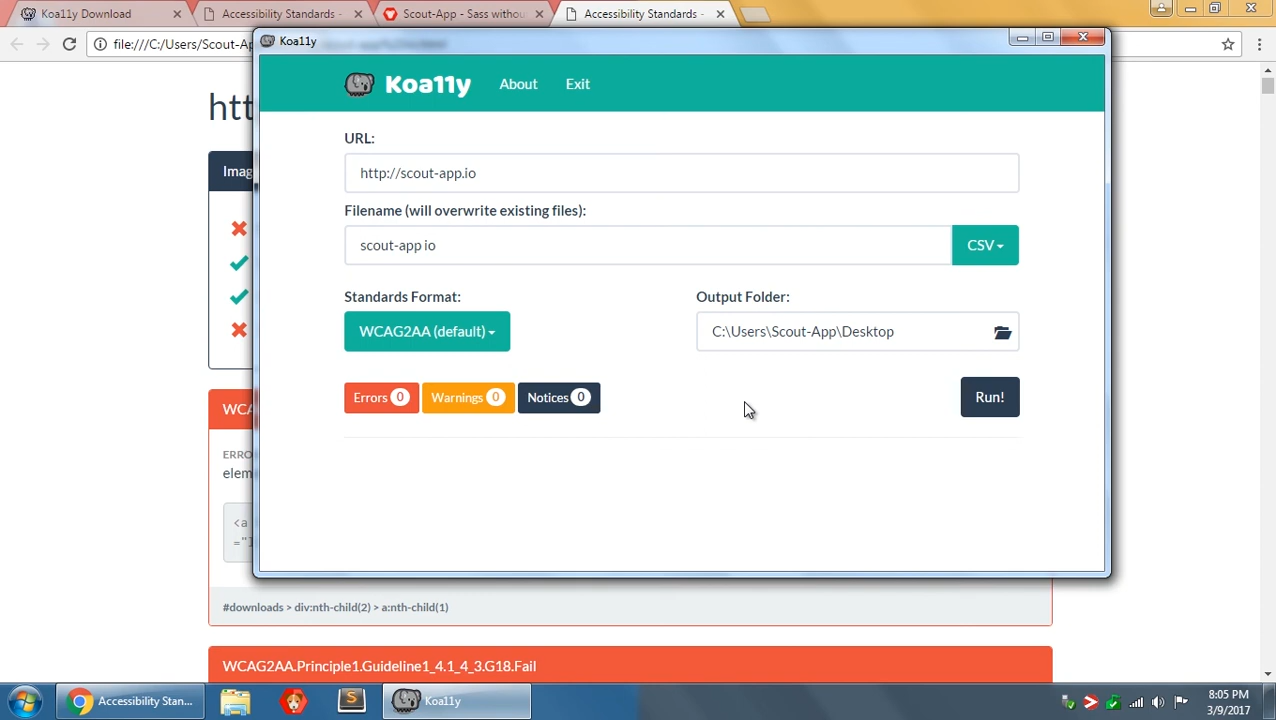 Koa11y Download
Accessibility Standards -
Scout-App - Sass withou
Accessibility Standards -
file:///C:/Users/Scout-Ap
Koa11y
htt
Koa11y
About
Exit
URL:
http://scout-app.io
Imag
Filename (will overwrite existing files):
scout-app io
CSV
Standards Format:
Output Folder:
WCAG2AA (default)
C:\Users\Scout-App\Desktop
Errors 0
Warnings 0
Notices 0
Run!
WCA
ERRO
elem
<a
="
#downloads > div:nth-child(2) > a:nth-child(1)
WCAG2AA.Principle1.Guideline1_4.1_4_3.G18.Fail
Accessibility Stan...
Koa11y
8:05 PM
3/9/2017